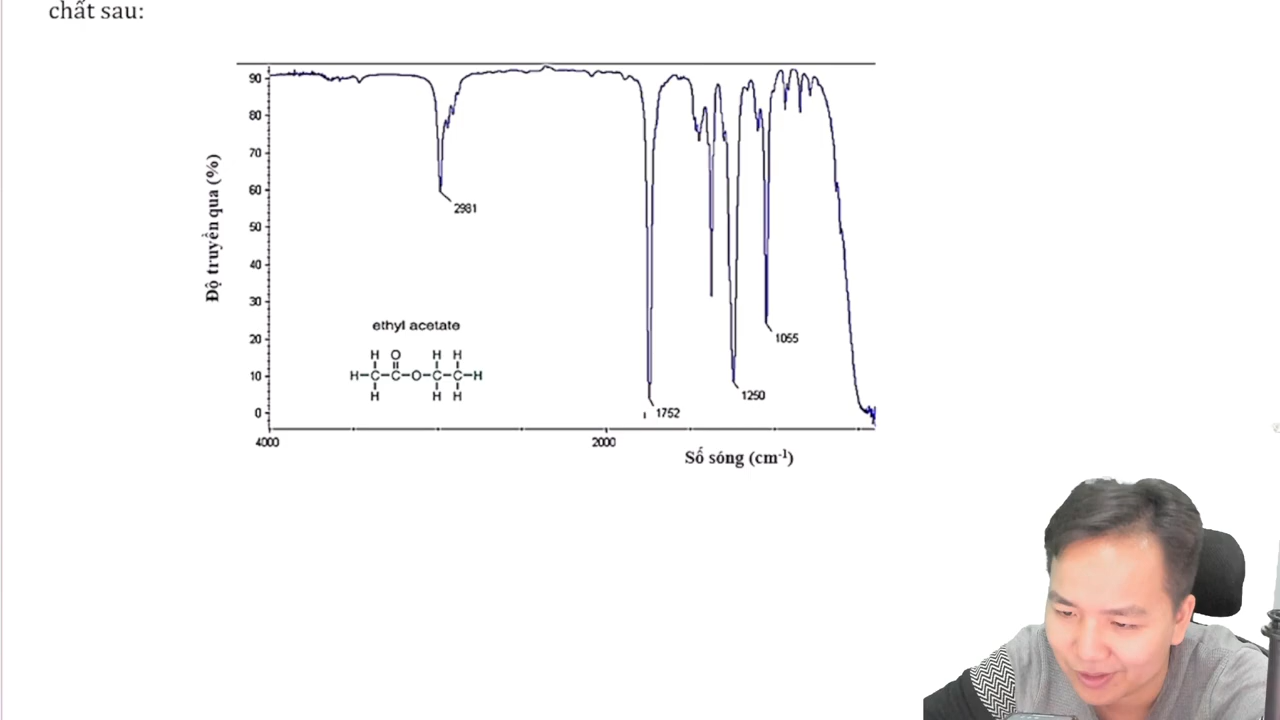 chất sau:
90
80
70
60
50
40
30
20
10
0
Độ truyền qua (%)
2981
1752
1250
1055
ethyl acetate
H O H H
H-C-C-O-C-C-H
H H H
4000
2000
Số sóng (cm-1)